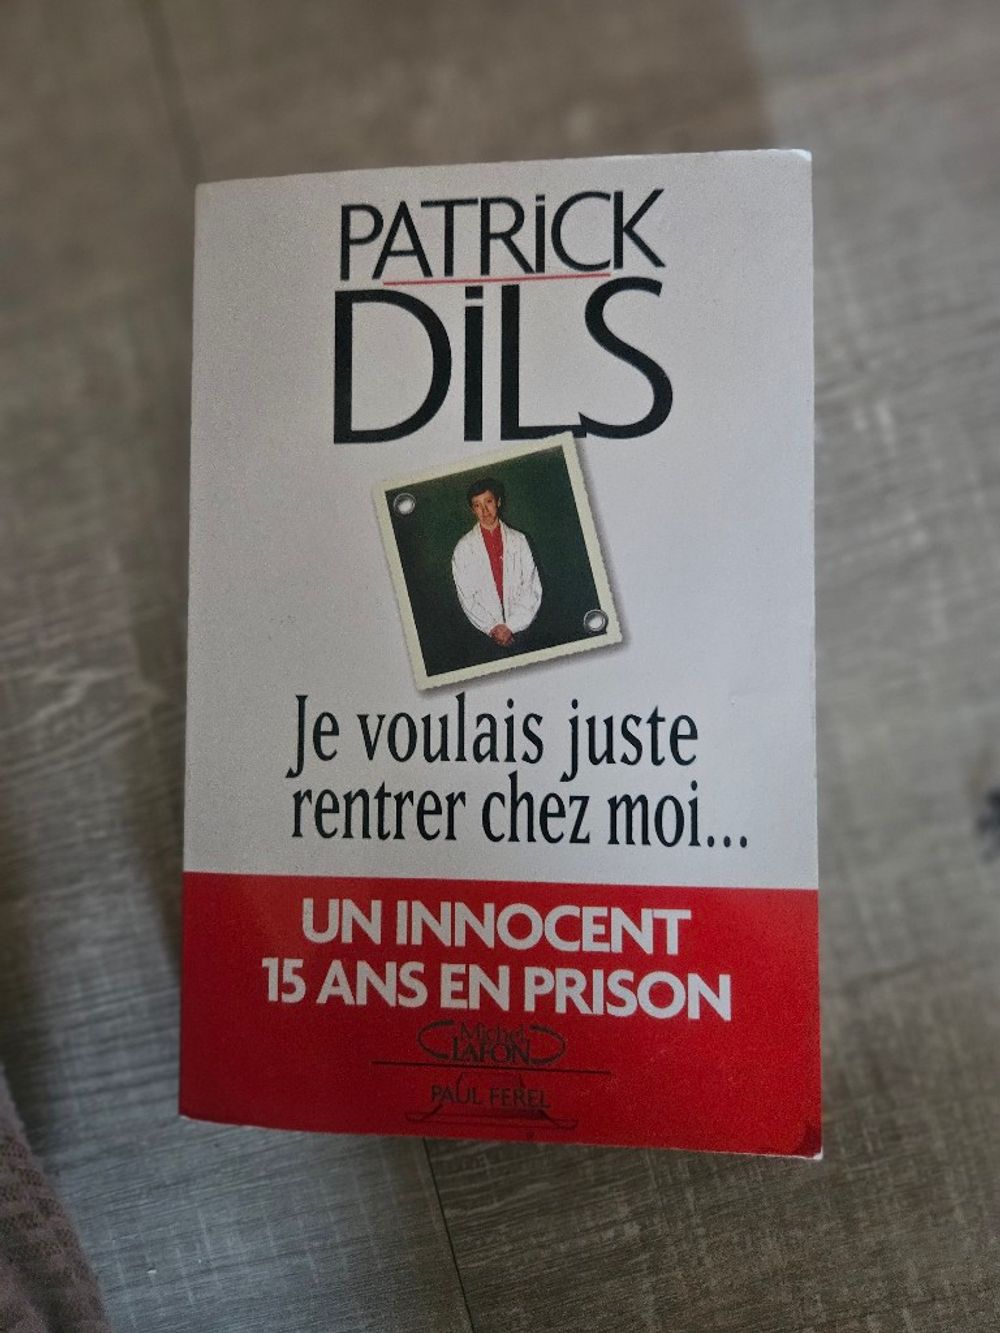 PATRiCK
DiLS
Je voulais juste
rentrer chez moi...
UN INNOCENT
15 ANS EN PRISON
Michel
LAFON
PAUL FEREL